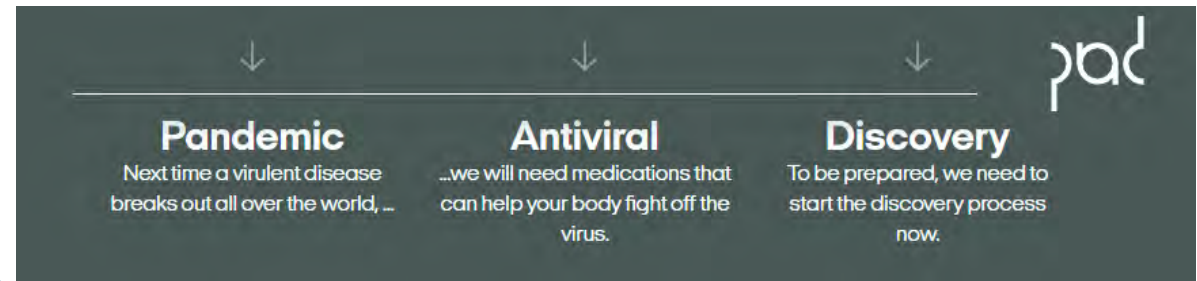 pad
Pandemic
Next time a virulent disease
breaks out all over the world, ...
Antiviral
...we will need medications that
can help your body fight off the
virus.
Discovery
To be prepared, we need to
start the discovery process
now.